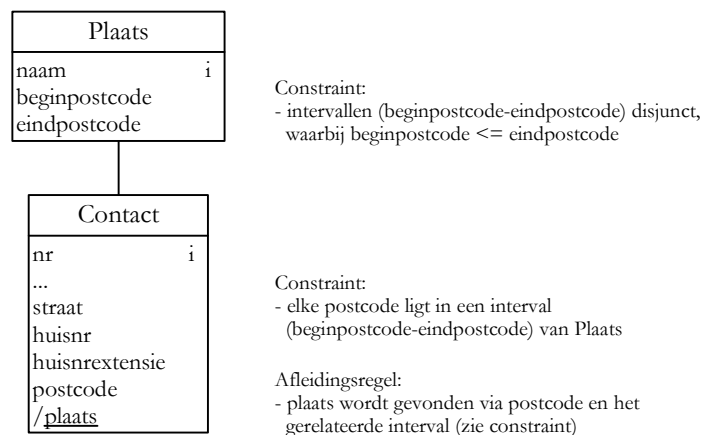 Plaats
naam i
beginpostcode
eindpostcode
Constraint:
- intervallen (beginpostcode-eindpostcode) disjunct,
waarbij beginpostcode <= eindpostcode
Contact
nr i
...
straat
huisnr
huisnrextensie
postcode
/plaats
Constraint:
- elke postcode ligt in een interval
(beginpostcode-eindpostcode) van Plaats
Afleidingsregel:
- plaats wordt gevonden via postcode en het
gerelateerde interval (zie constraint)